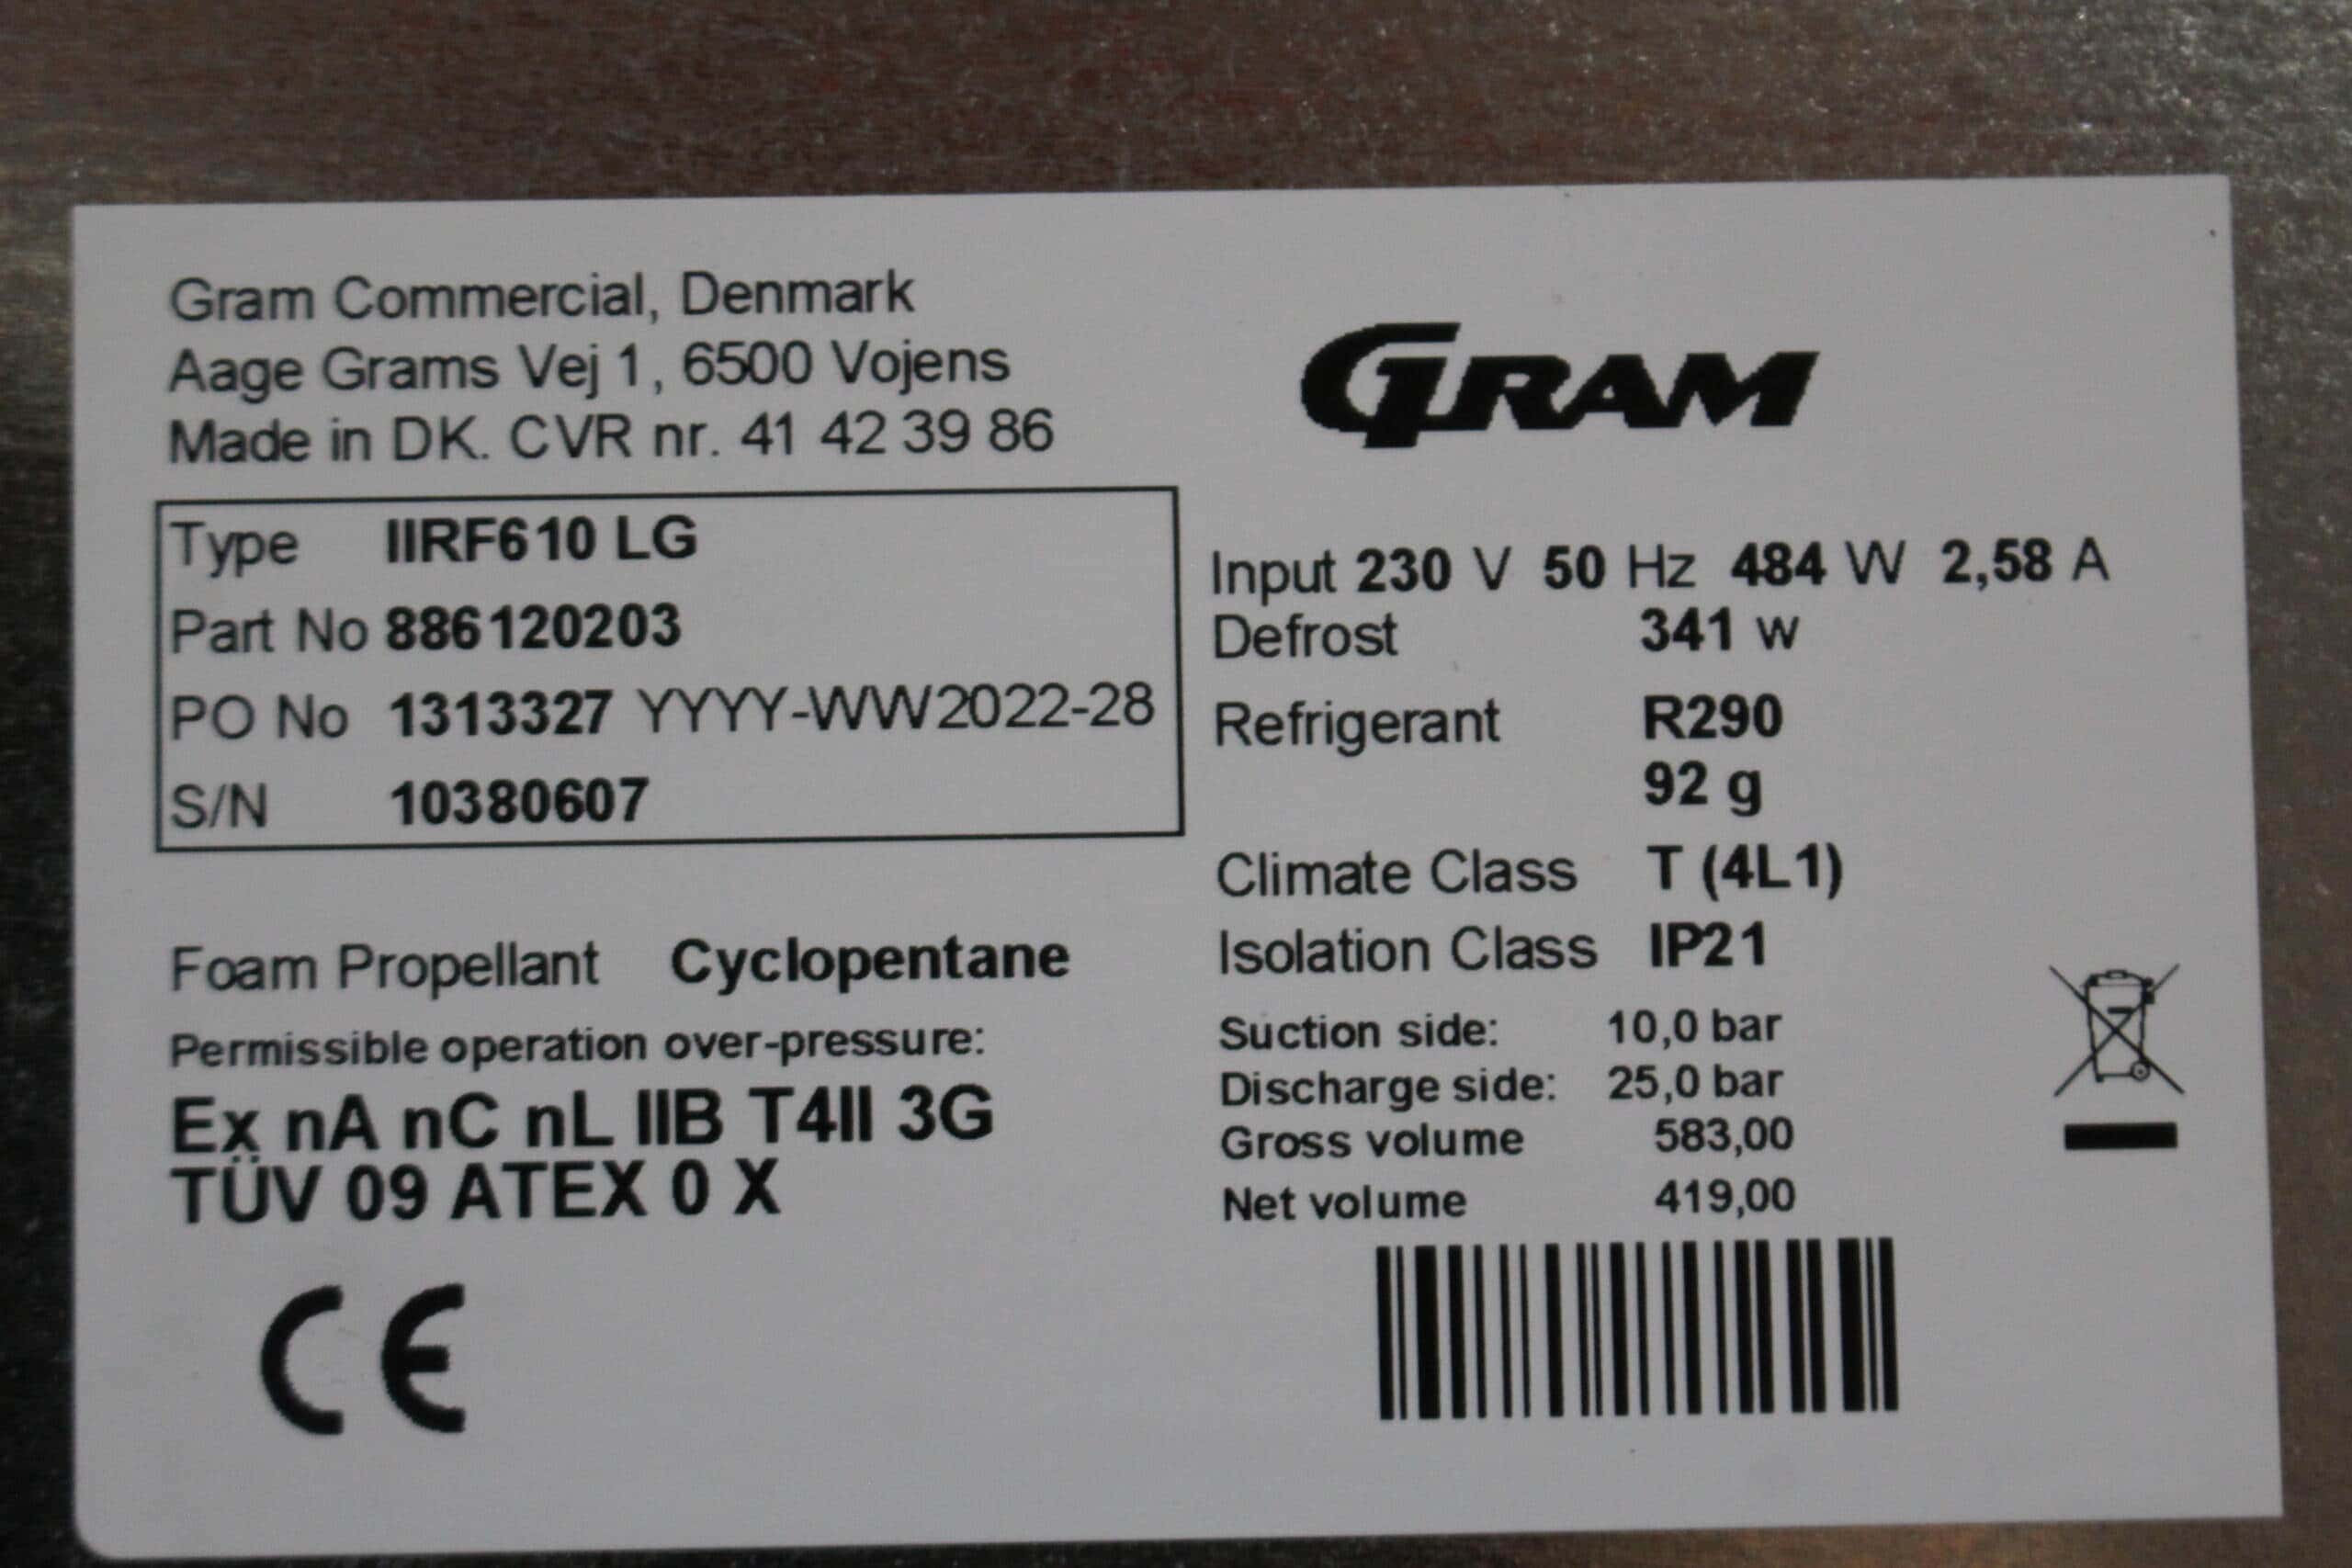 Gram Commercial, Denmark
Aage Grams Vej 1, 6500 Vojens
Made in DK. CVR nr. 41 42 39 86
GRAM
Type IIRF610 LG
Part No 886120203
PO No 1313327 YYYY-WW2022-28
S/N 10380607
Input 230 V 50 Hz 484 W 2,58 A
Defrost 341 w
Refrigerant R290
92 g
Climate Class T (4L1)
Isolation Class IP21
Foam Propellant Cyclopentane
Permissible operation over-pressure:
Suction side: 10,0 bar
Discharge side: 25,0 bar
Gross volume 583,00
Net volume 419,00
Ex nA nC nL IIB T4II 3G
TÜV 09 ATEX 0 X
CE